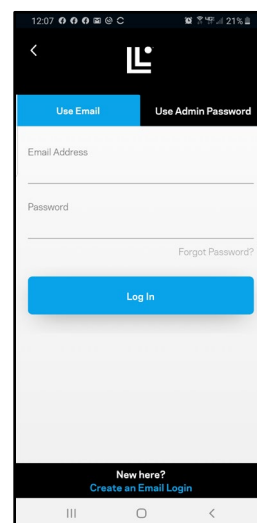 12:07 21%
Use Email Use Admin Password
Email Address
Password
Forgot Password?
Log In
New here?
Create an Email Login